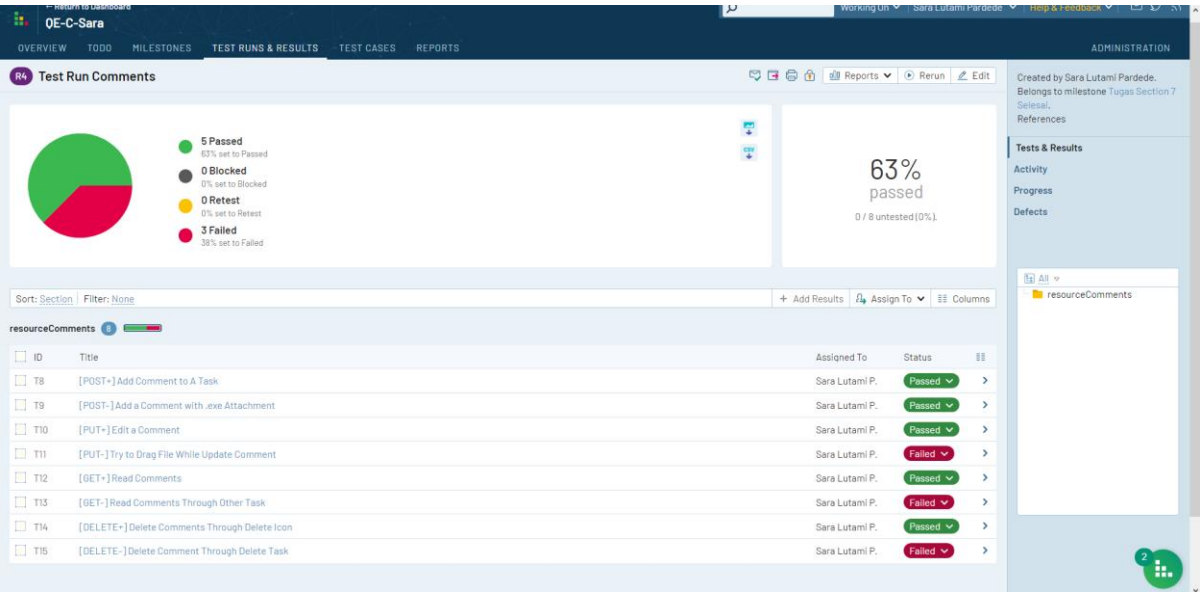 ← Return to Dashboard
QE-C-Sara
Working On Sara Lutami Pardede Help & Feedback
OVERVIEW TODO MILESTONES TEST RUNS & RESULTS TEST CASES REPORTS ADMINISTRATION
R4 Test Run Comments
Reports Rerun Edit
5 Passed
63% set to Passed
0 Blocked
0% set to Blocked
0 Retest
0% set to Retest
3 Failed
38% set to Failed
CSV
63%
passed
0 / 8 untested (0%).
Created by Sara Lutami Pardede.
Belongs to milestone Tugas Section 7
Selesai.
References
Tests & Results
Activity
Progress
Defects
All
resourceComments
Sort: Section Filter: None
+ Add Results Assign To Columns
resourceComments 8
ID Title Assigned To Status
T8 [POST+] Add Comment to A Task Sara Lutami P. Passed
T9 [POST-] Add a Comment with .exe Attachment Sara Lutami P. Passed
T10 [PUT+] Edit a Comment Sara Lutami P. Passed
T11 [PUT-] Try to Drag File While Update Comment Sara Lutami P. Failed
T12 [GET+] Read Comments Sara Lutami P. Passed
T13 [GET-] Read Comments Through Other Task Sara Lutami P. Failed
T14 [DELETE+] Delete Comments Through Delete Icon Sara Lutami P. Passed
T15 [DELETE-] Delete Comment Through Delete Task Sara Lutami P. Failed
2